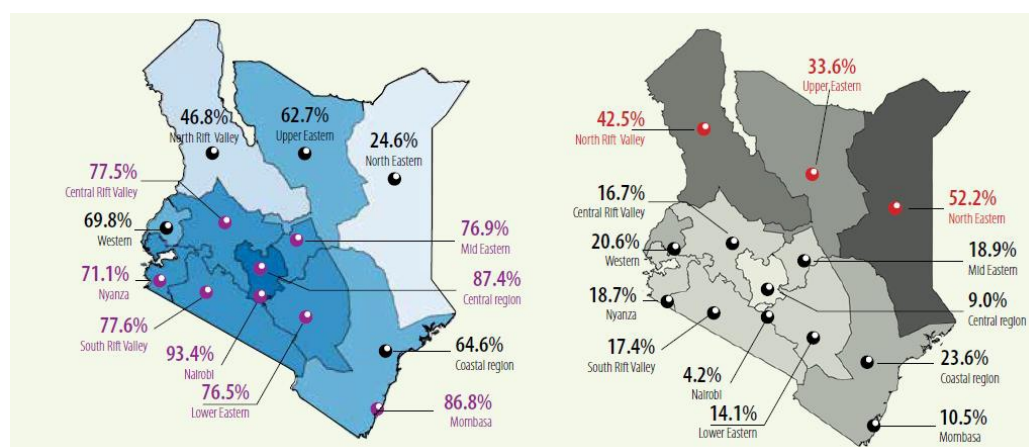 46.8%
North Rift Valley
62.7%
Upper Eastern
24.6%
North Eastern
77.5%
Central Rift Valley
69.8%
Western
76.9%
Mid Eastern
71.1%
Nyanza
87.4%
Central region
77.6%
South Rift Valley
93.4%
Nairobi
64.6%
Coastal region
76.5%
Lower Eastern
86.8%
Mombasa
33.6%
Upper Eastern
42.5%
North Rift Valley
16.7%
Central Rift Valley
52.2%
North Eastern
20.6%
Western
18.9%
Mid Eastern
18.7%
Nyanza
9.0%
Central region
17.4%
South Rift Valley
4.2%
Nairobi
23.6%
Coastal region
14.1%
Lower Eastern
10.5%
Mombasa